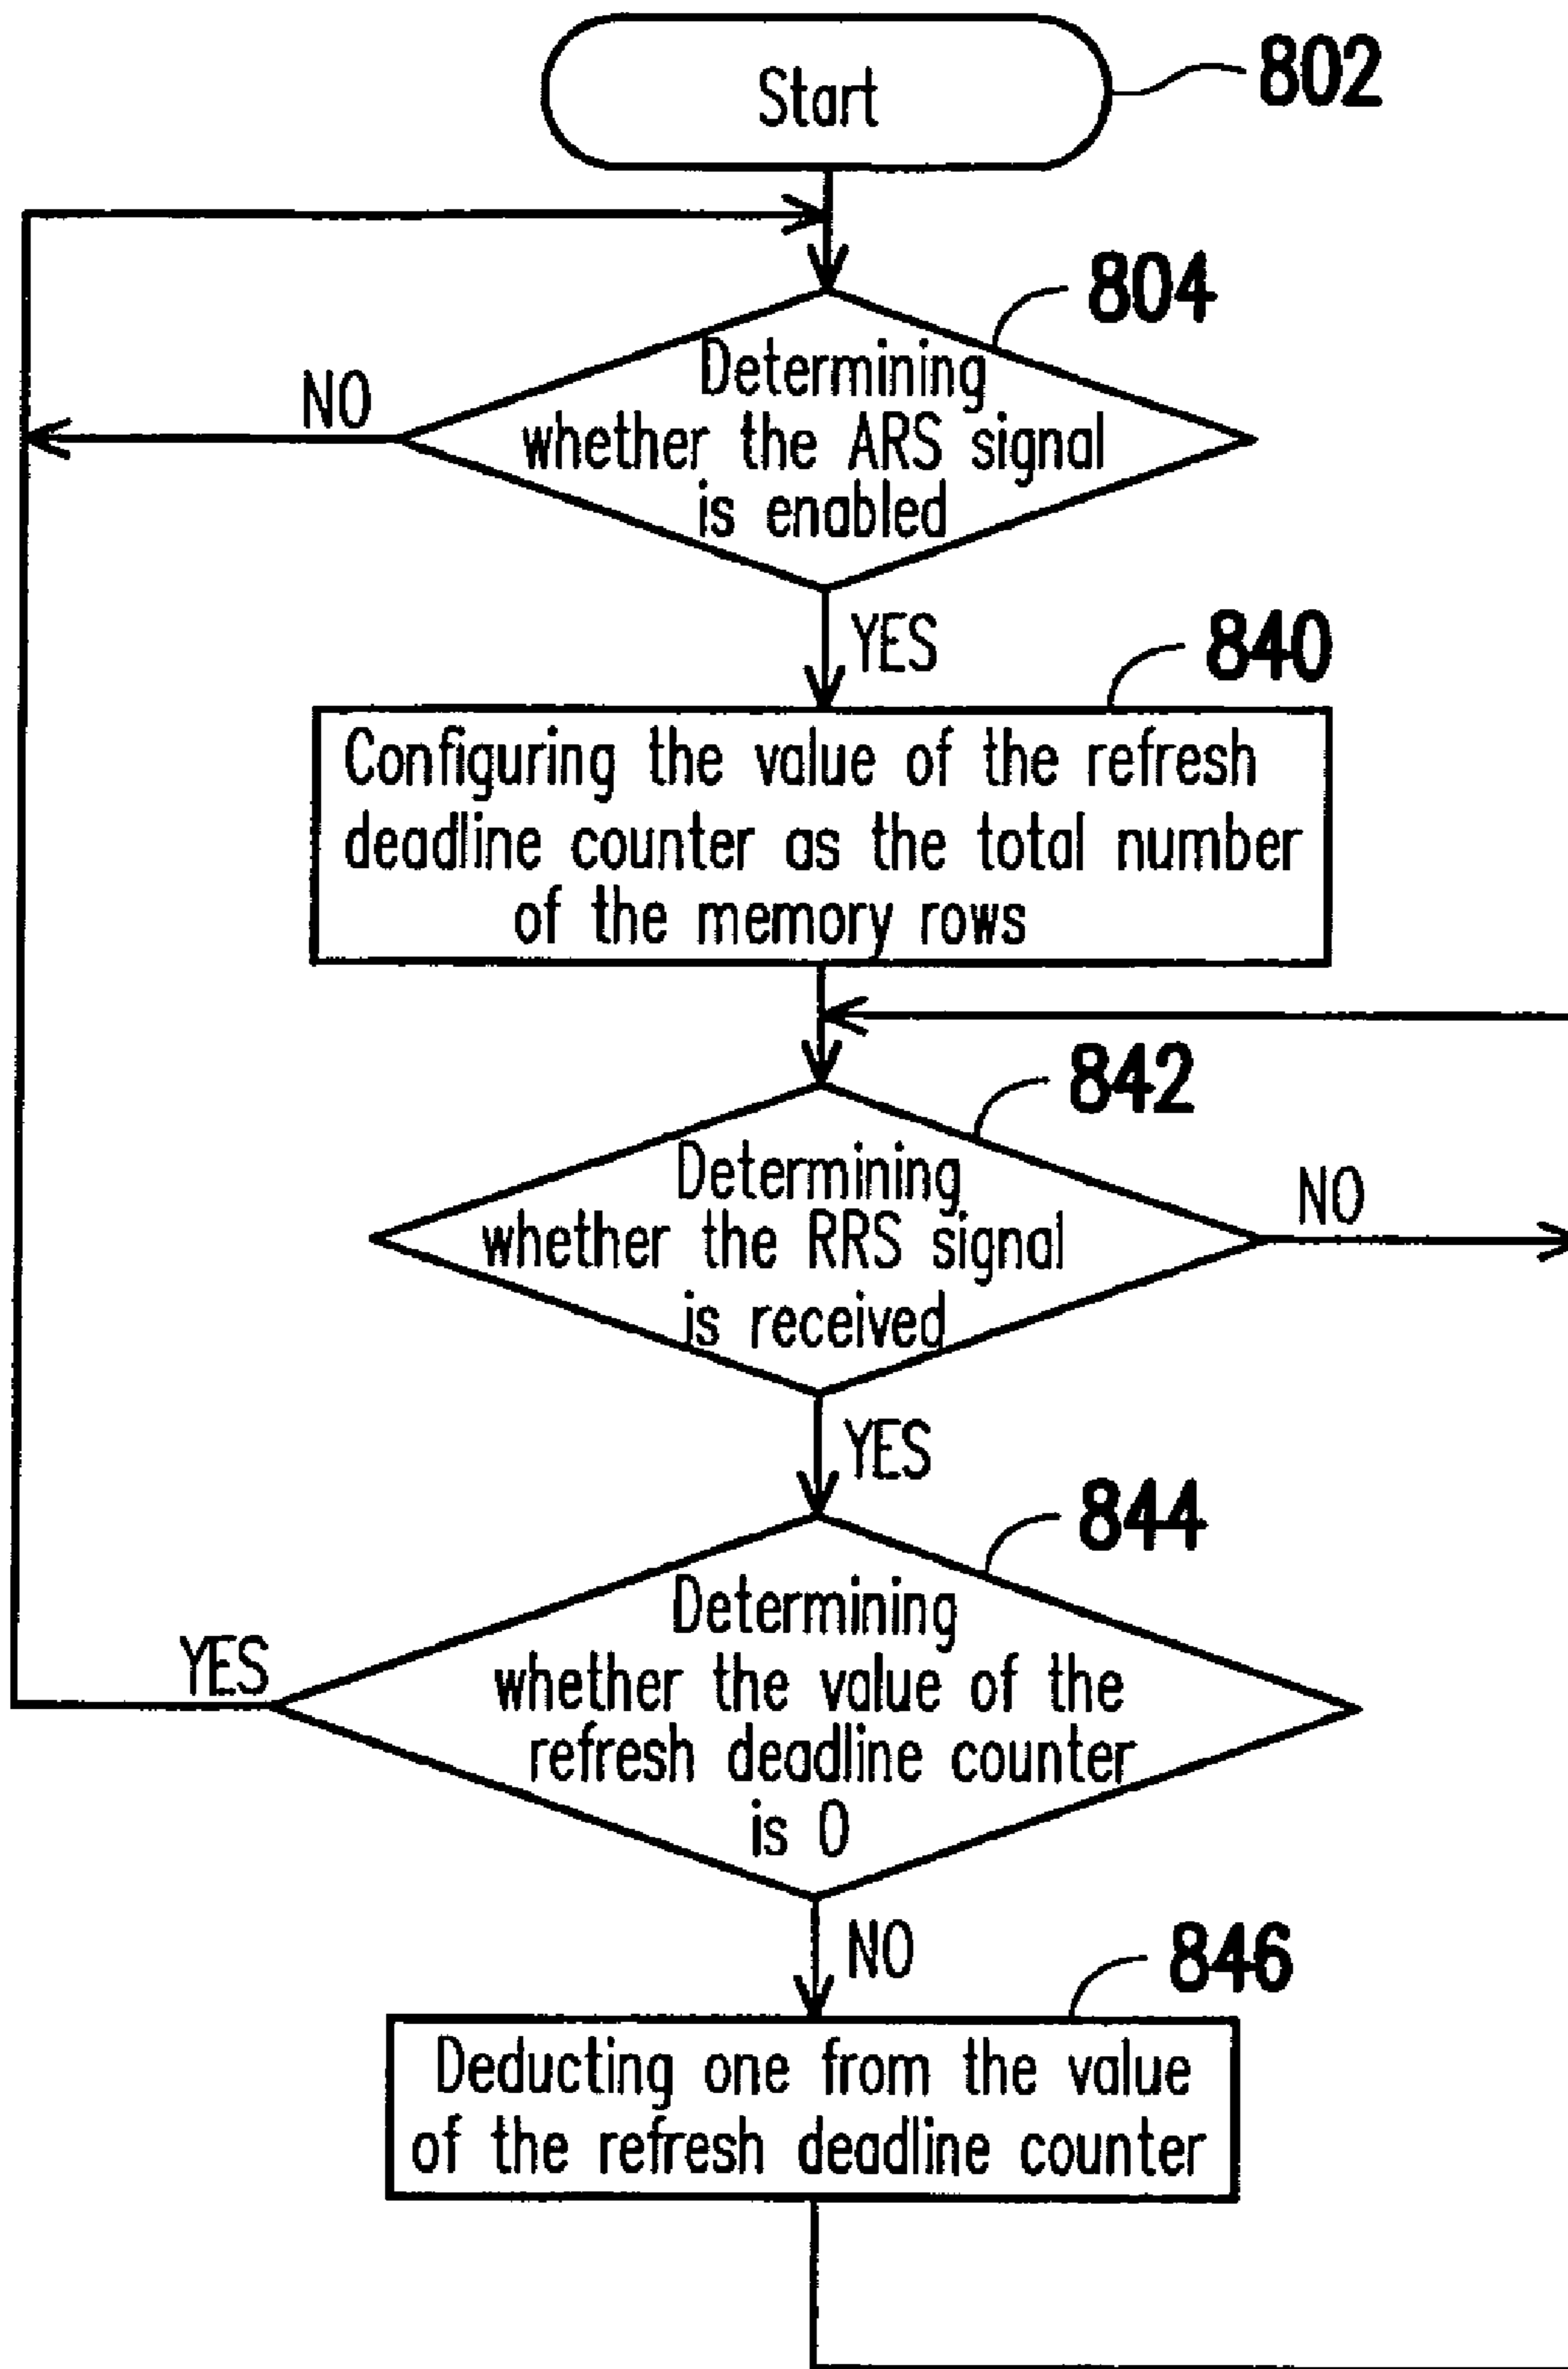 Start
802
804
Determining
whether the ARS signal
is enabled
NO
YES
840
Configuring the value of the refresh
deadline counter as the total number
of the memory rows
842
Determining
whether the RRS signal
is received
NO
YES
844
Determining
whether the value of the
refresh deadline counter
is 0
YES
NO
846
Deducting one from the value
of the refresh deadline counter